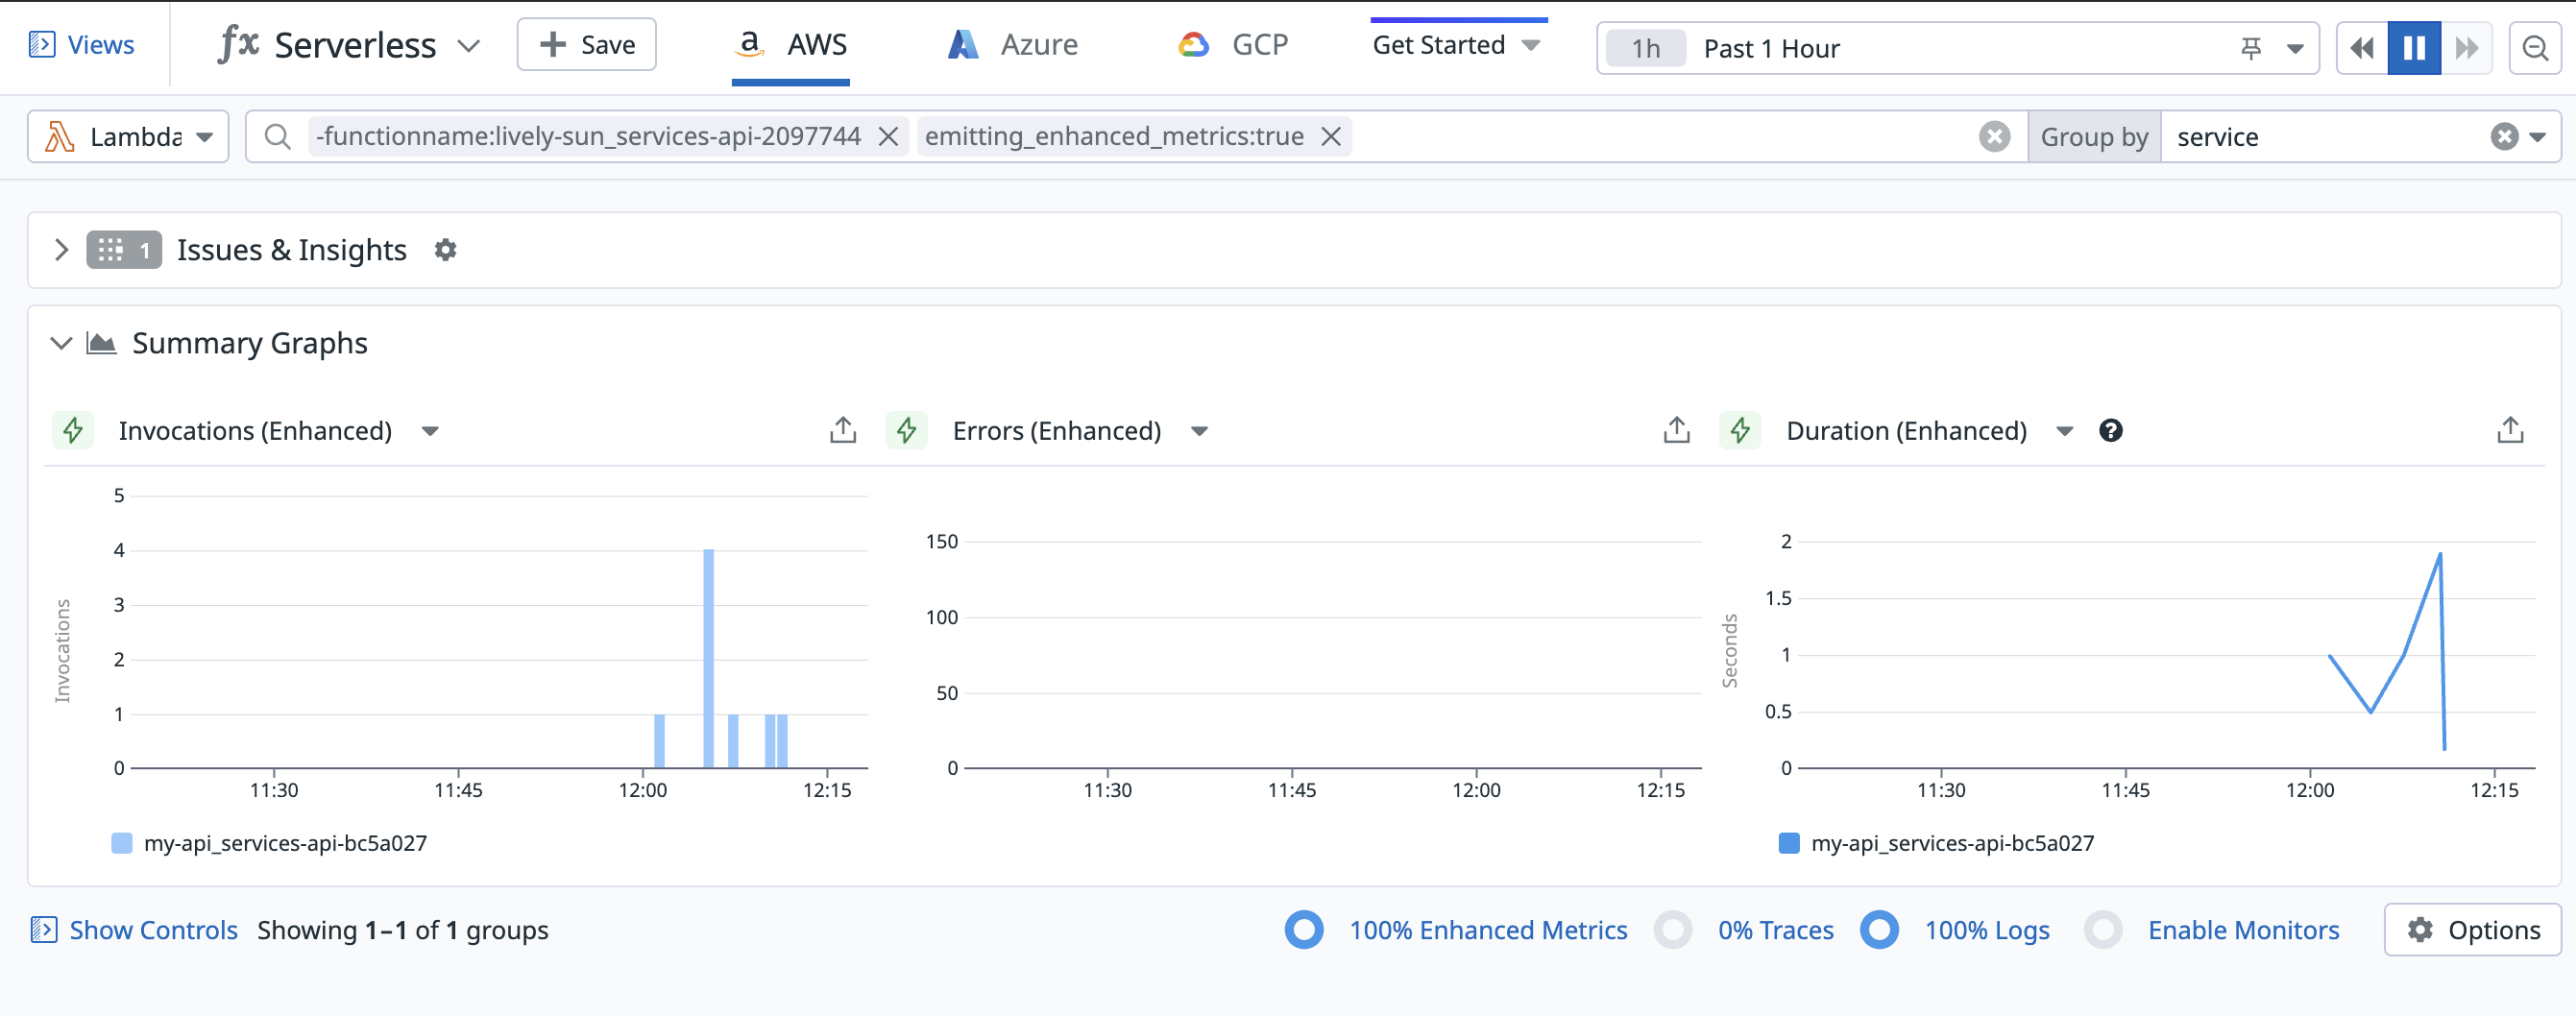 Views
Serverless
Save
AWS
Azure
GCP
Get Started
1h Past 1 Hour
Lambda
-functionname:lively-sun_services-api-2097744
emitting_enhanced_metrics:true
Group by
service
1 Issues & Insights
Summary Graphs
Invocations (Enhanced)
Invocations
5
4
3
2
1
0
11:30 11:45 12:00 12:15
my-api_services-api-bc5a027
Errors (Enhanced)
150
100
50
0
11:30 11:45 12:00 12:15
Duration (Enhanced)
Seconds
2
1.5
1
0.5
0
11:30 11:45 12:00 12:15
my-api_services-api-bc5a027
Show Controls
Showing 1–1 of 1 groups
100% Enhanced Metrics
0% Traces
100% Logs
Enable Monitors
Options